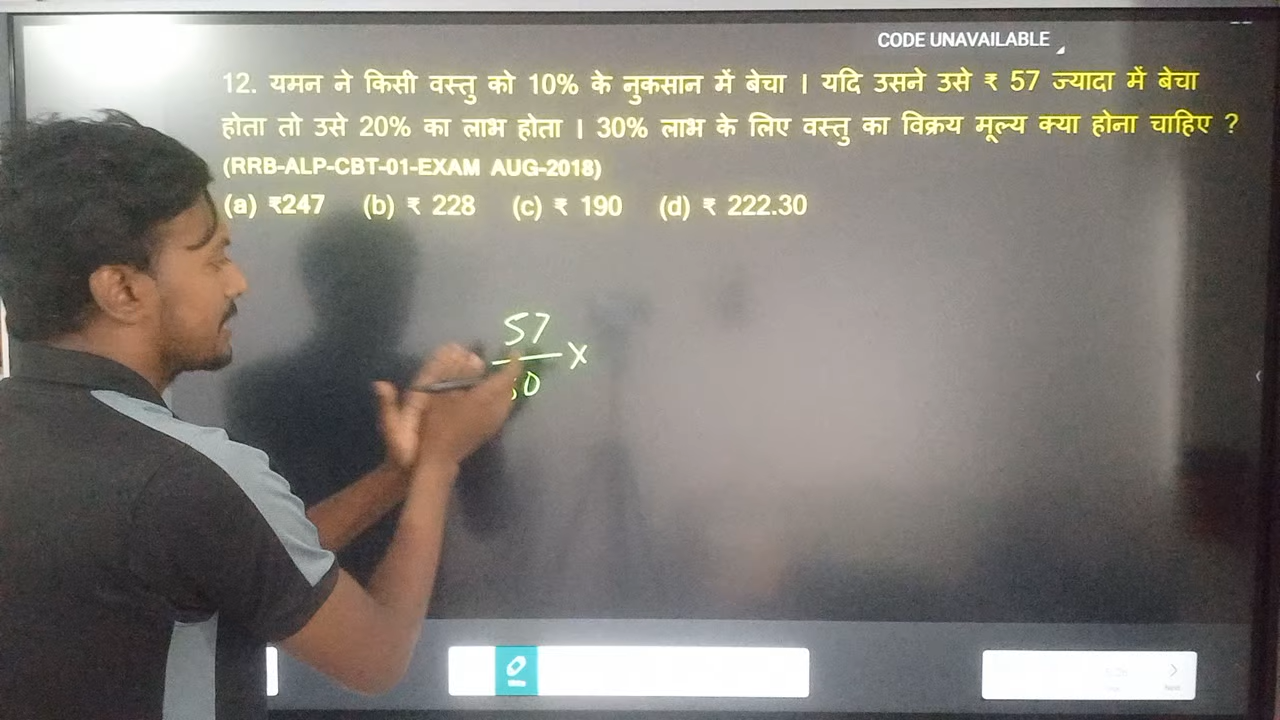 CODE UNAVAILABLE
12. यमन ने किसी वस्तु को 10% के नुकसान में बेचा । यदि उसने उसे ₹ 57 ज्यादा में बेचा
होता तो उसे 20% का लाभ होता । 30% लाभ के लिए वस्तु का विक्रय मूल्य क्या होना चाहिए ?
(RRB-ALP-CBT-01-EXAM AUG-2018)
(a) ₹247 (b) ₹ 228 (c) ₹ 190 (d) ₹ 222.30
57
×